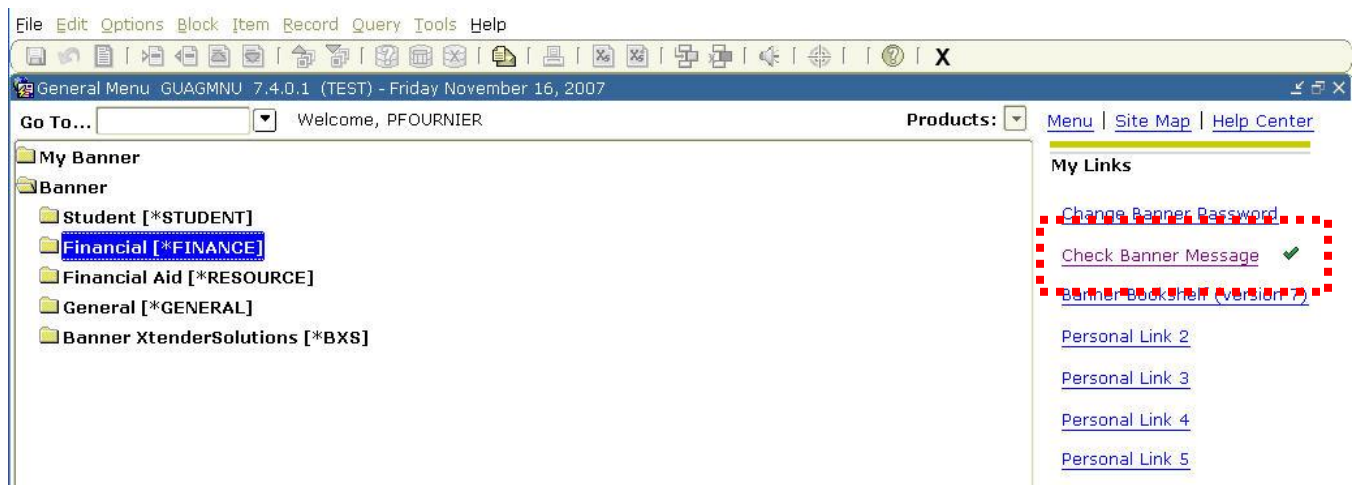 File Edit Options Block Item Record Query Tools Help
X
General Menu GUAGMNU 7.4.0.1 (TEST) - Friday November 16, 2007
Go To... Welcome, PFOURNIER Products: Menu | Site Map | Help Center
My Banner
Banner
Student [*STUDENT]
Financial [*FINANCE]
Financial Aid [*RESOURCE]
General [*GENERAL]
Banner XtenderSolutions [*BXS]
My Links
Change Banner Password
Check Banner Message
Banner Bookshelf (Version 7)
Personal Link 2
Personal Link 3
Personal Link 4
Personal Link 5